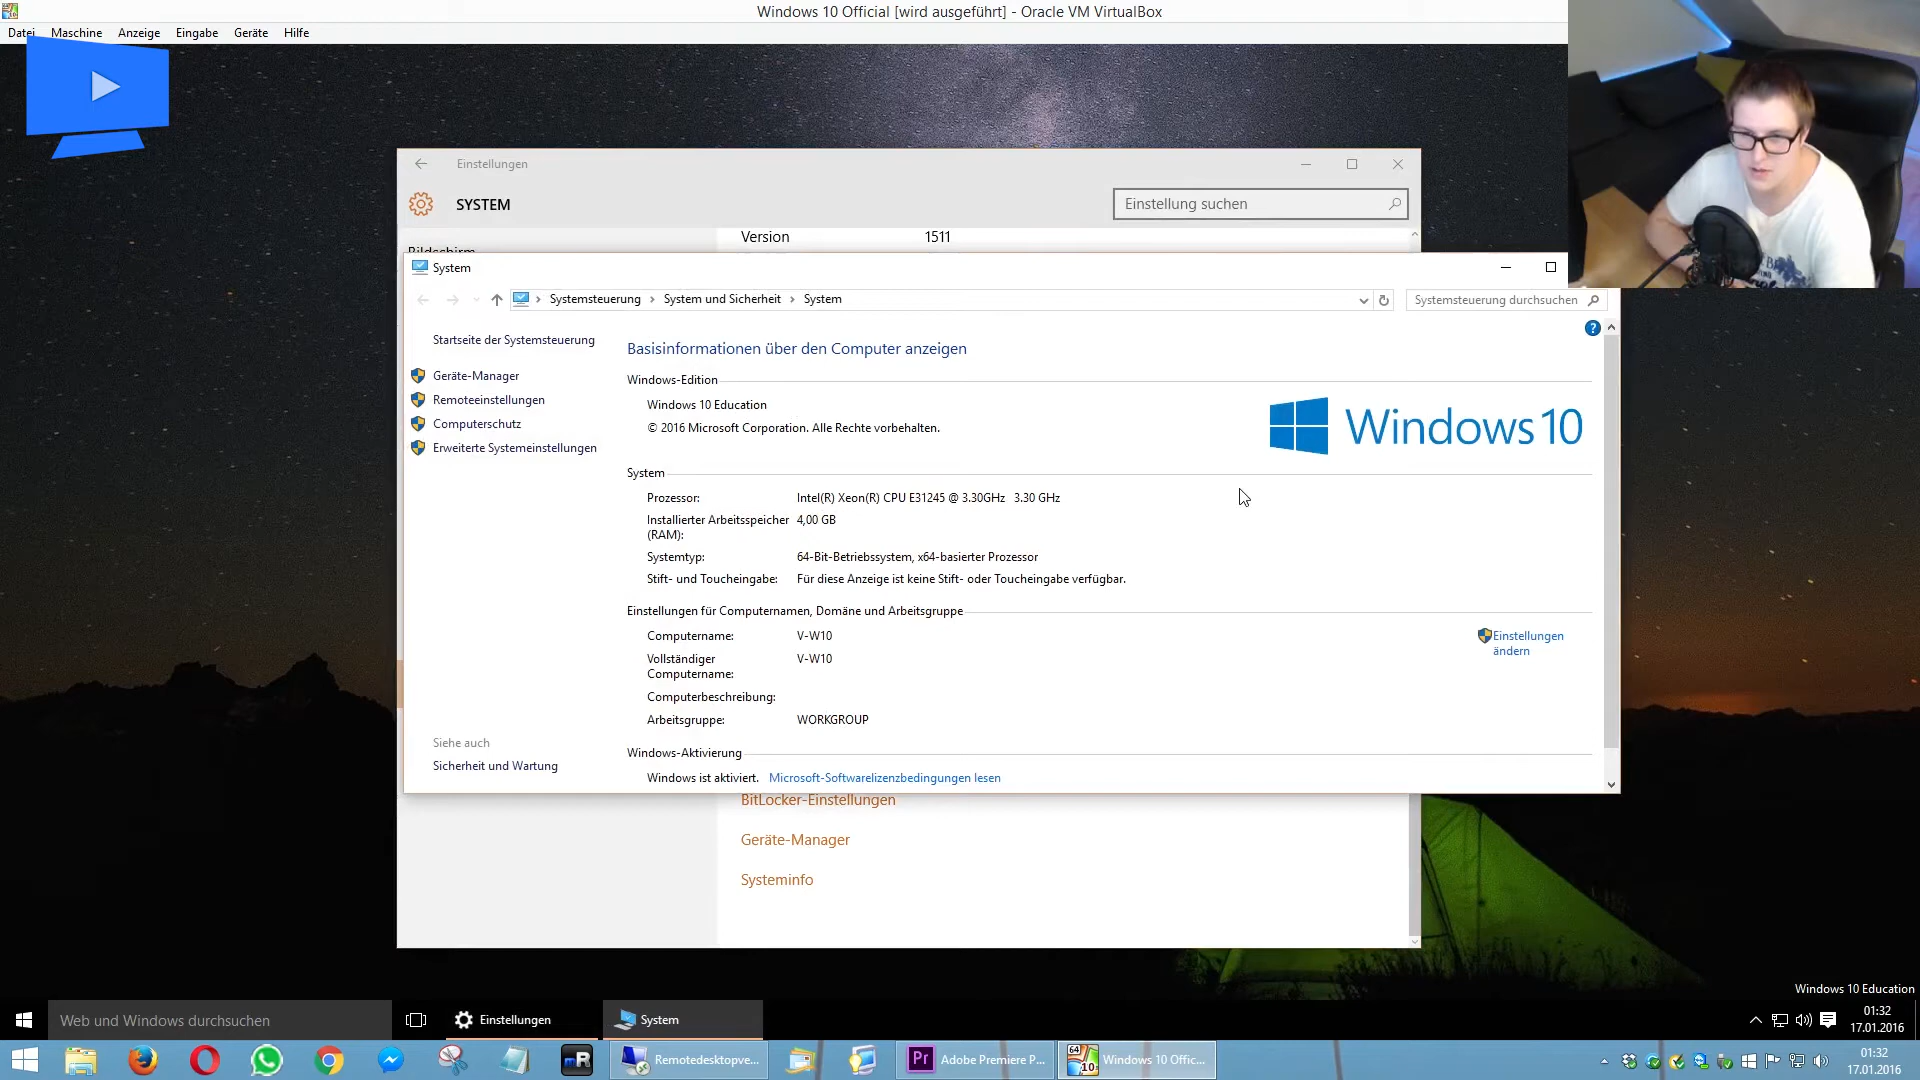 Windows 10 Official [wird ausgeführt] - Oracle VM VirtualBox
Datei Maschine Anzeige Eingabe Geräte Hilfe
Einstellungen
SYSTEM
Einstellung suchen
Version 1511
Bildschirm
System
Systemsteuerung › System und Sicherheit › System
Systemsteuerung durchsuchen
Startseite der Systemsteuerung
Geräte-Manager
Remoteeinstellungen
Computerschutz
Erweiterte Systemeinstellungen
Siehe auch
Sicherheit und Wartung
Basisinformationen über den Computer anzeigen
Windows-Edition
Windows 10 Education
© 2016 Microsoft Corporation. Alle Rechte vorbehalten.
Windows 10
System
Prozessor: Intel(R) Xeon(R) CPU E31245 @ 3.30GHz 3.30 GHz
Installierter Arbeitsspeicher 4,00 GB
(RAM):
Systemtyp: 64-Bit-Betriebssystem, x64-basierter Prozessor
Stift- und Toucheingabe: Für diese Anzeige ist keine Stift- oder Toucheingabe verfügbar.
Einstellungen für Computernamen, Domäne und Arbeitsgruppe
Computername: V-W10
Einstellungen
ändern
Vollständiger V-W10
Computername:
Computerbeschreibung:
Arbeitsgruppe: WORKGROUP
Windows-Aktivierung
Windows ist aktiviert. Microsoft-Softwarelizenzbedingungen lesen
BitLocker-Einstellungen
Geräte-Manager
Systeminfo
Windows 10 Education
Web und Windows durchsuchen
Einstellungen
System
01:32
17.01.2016
mR
Remotedesktopve...
Pr Adobe Premiere P...
64
10
Windows 10 Offic...
01:32
17.01.2016